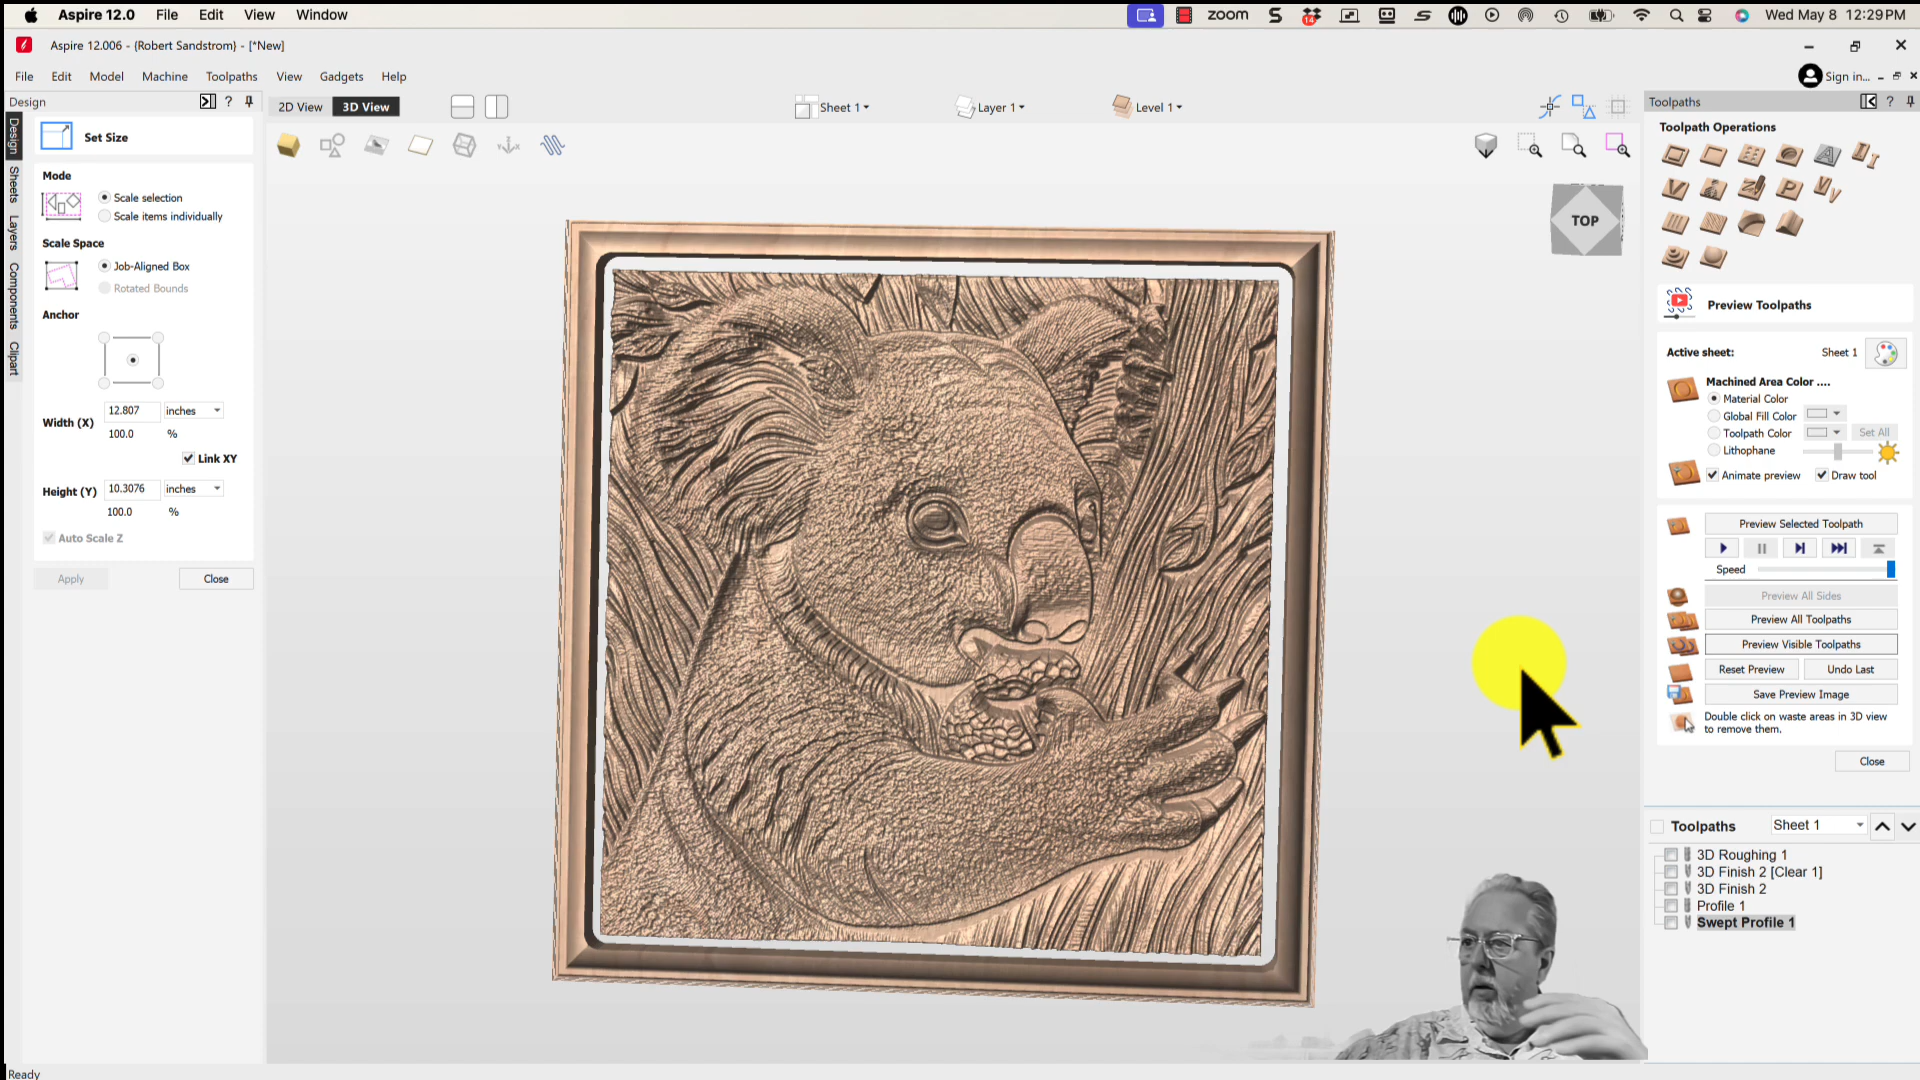 Aspire 12.0 File Edit View Window
zoom
14
Wed May 8 12:29 PM
Aspire 12.006 - {Robert Sandstrom} - [*New]
File Edit Model Machine Toolpaths View Gadgets Help
Sign in...
Design
?
2D View 3D View
Sheet 1
Layer 1
Level 1
Toolpaths
?
Design
Sheets
Layers
Components
Clipart
Set Size
Mode
Scale selection
Scale items individually
Scale Space
Job-Aligned Box
Rotated Bounds
Anchor
Width (X) 12.807 inches
100.0 %
Link XY
Height (Y) 10.3076 inches
100.0 %
Auto Scale Z
Apply Close
TOP
Toolpath Operations
Preview Toolpaths
Active sheet: Sheet 1
Machined Area Color ....
Material Color
Global Fill Color
Toolpath Color Set All
Lithophane
Animate preview Draw tool
Preview Selected Toolpath
Speed
Preview All Sides
Preview All Toolpaths
Preview Visible Toolpaths
Reset Preview Undo Last
Save Preview Image
Double click on waste areas in 3D view
to remove them.
Close
Toolpaths Sheet 1
3D Roughing 1
3D Finish 2 [Clear 1]
3D Finish 2
Profile 1
Swept Profile 1
Ready